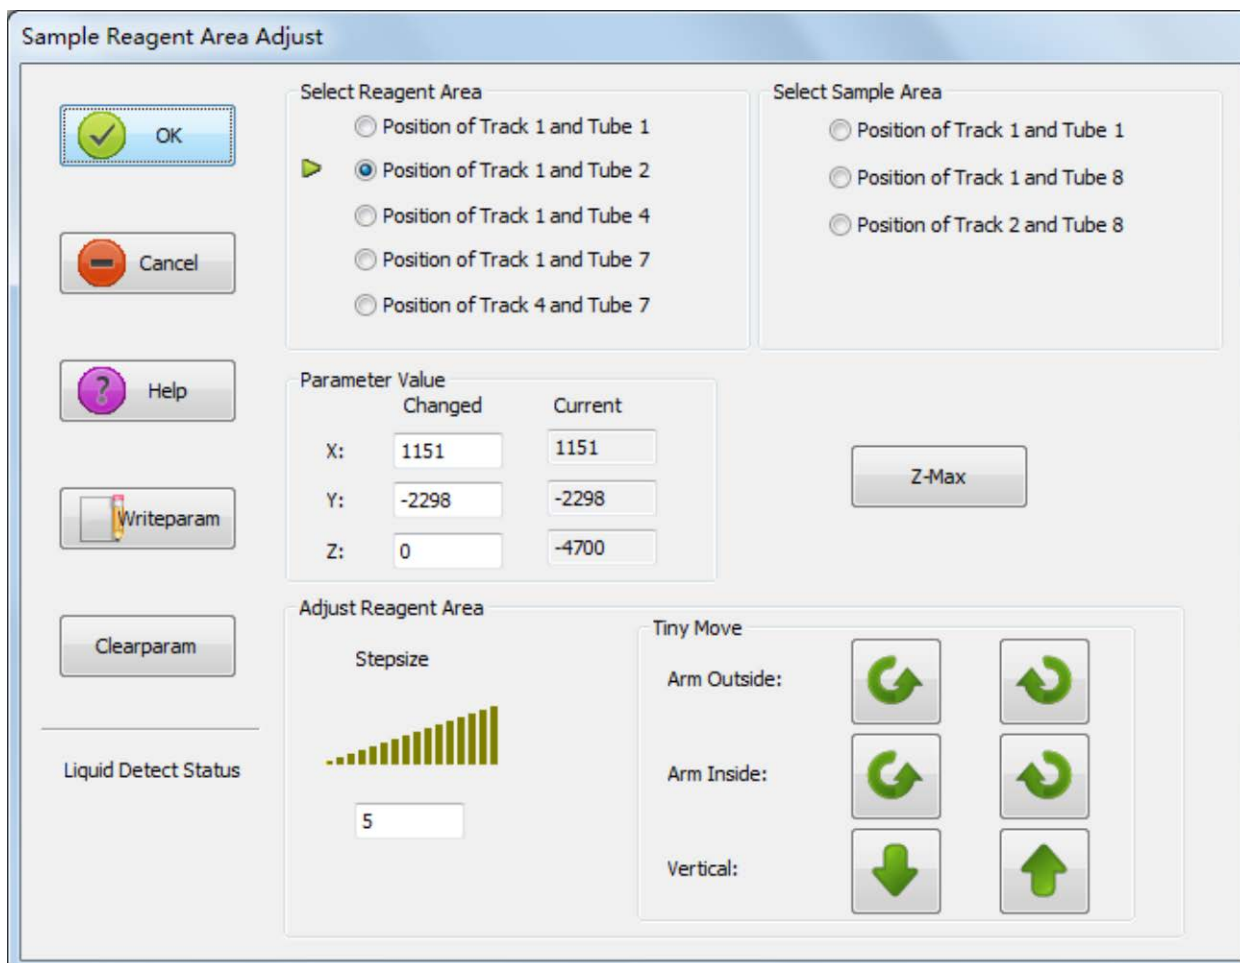 Sample Reagent Area Adjust
OK
Cancel
Help
Writeparam
Clearparam
Liquid Detect Status
Select Reagent Area
Position of Track 1 and Tube 1
Position of Track 1 and Tube 2
Position of Track 1 and Tube 4
Position of Track 1 and Tube 7
Position of Track 4 and Tube 7
Select Sample Area
Position of Track 1 and Tube 1
Position of Track 1 and Tube 8
Position of Track 2 and Tube 8
Parameter Value
Changed Current
X: 1151 1151
Y: -2298 -2298
Z: 0 -4700
Z-Max
Adjust Reagent Area
Stepsize
5
Tiny Move
Arm Outside:
Arm Inside:
Vertical: